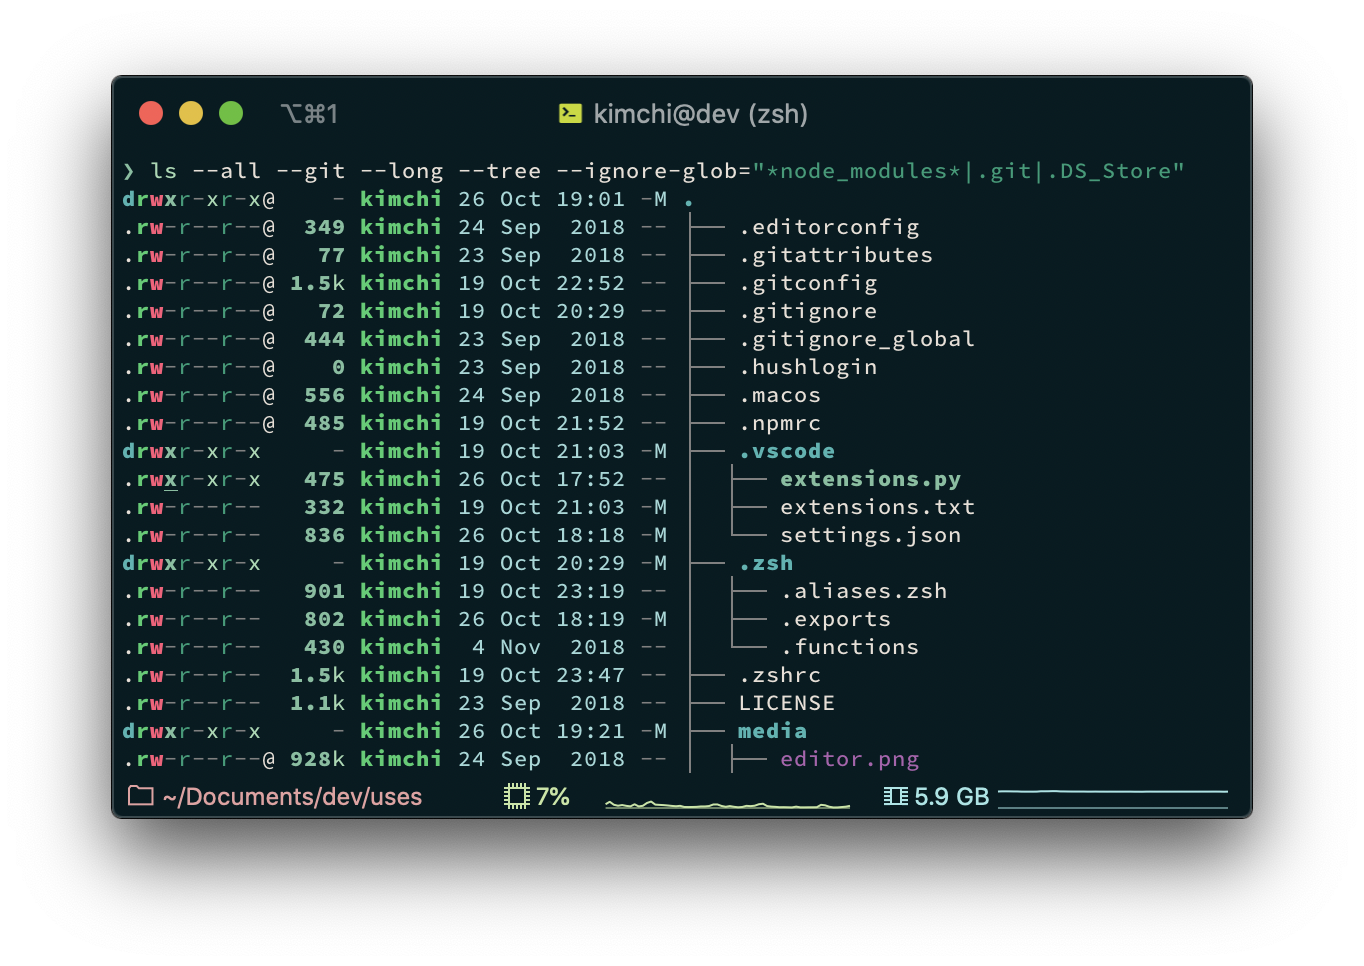 ⌥⌘1 kimchi@dev (zsh)
❯ ls --all --git --long --tree --ignore-glob="*node_modules*|.git|.DS_Store"
drwxr-xr-x@    - kimchi 26 Oct 19:01 -M .
.rw-r--r--@  349 kimchi 24 Sep  2018 -- ├── .editorconfig
.rw-r--r--@   77 kimchi 23 Sep  2018 -- ├── .gitattributes
.rw-r--r--@ 1.5k kimchi 19 Oct 22:52 -- ├── .gitconfig
.rw-r--r--@   72 kimchi 19 Oct 20:29 -- ├── .gitignore
.rw-r--r--@  444 kimchi 23 Sep  2018 -- ├── .gitignore_global
.rw-r--r--@    0 kimchi 23 Sep  2018 -- ├── .hushlogin
.rw-r--r--@  556 kimchi 24 Sep  2018 -- ├── .macos
.rw-r--r--@  485 kimchi 19 Oct 21:52 -- ├── .npmrc
drwxr-xr-x     - kimchi 19 Oct 21:03 -M ├── .vscode
.rwxr-xr-x   475 kimchi 26 Oct 17:52 -- │  ├── extensions.py
.rw-r--r--   332 kimchi 19 Oct 21:03 -M │  ├── extensions.txt
.rw-r--r--   836 kimchi 26 Oct 18:18 -M │  └── settings.json
drwxr-xr-x     - kimchi 19 Oct 20:29 -M ├── .zsh
.rw-r--r--   901 kimchi 19 Oct 23:19 -- │  ├── .aliases.zsh
.rw-r--r--   802 kimchi 26 Oct 18:19 -M │  ├── .exports
.rw-r--r--   430 kimchi  4 Nov  2018 -- │  └── .functions
.rw-r--r--  1.5k kimchi 19 Oct 23:47 -- ├── .zshrc
.rw-r--r--  1.1k kimchi 23 Sep  2018 -- ├── LICENSE
drwxr-xr-x     - kimchi 26 Oct 19:21 -M ├── media
.rw-r--r--@ 928k kimchi 24 Sep  2018 -- │  ├── editor.png
~/Documents/dev/uses 7% 5.9 GB